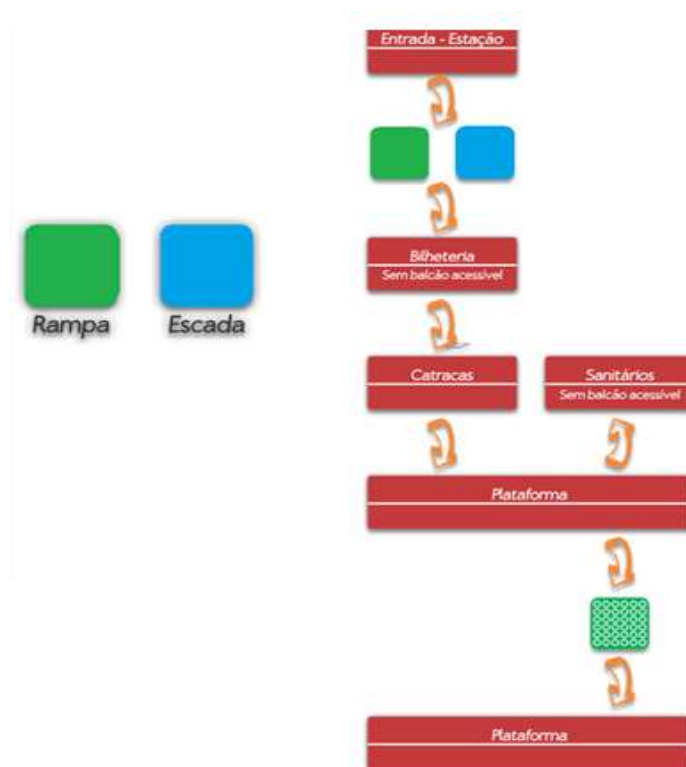 Entrada - Estação
Bilheteria
Sem balcão acessível
Rampa
Escada
Catracas
Sanitários
Sem balcão acessível
Plataforma
Plataforma